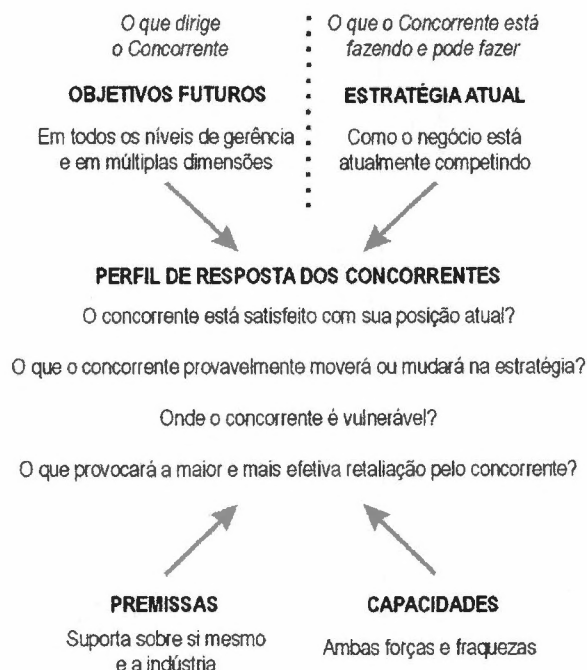 O que dirige
o Concorrente
O que o Concorrente está
fazendo e pode fazer
OBJETIVOS FUTUROS
Em todos os níveis de gerência
e em múltiplas dimensões
ESTRATÉGIA ATUAL
Como o negócio está
atualmente competindo
PERFIL DE RESPOSTA DOS CONCORRENTES
O concorrente está satisfeito com sua posição atual?
O que o concorrente provavelmente moverá ou mudará na estratégia?
Onde o concorrente é vulnerável?
O que provocará a maior e mais efetiva retaliação pelo concorrente?
PREMISSAS
Suporta sobre si mesmo
e a indústria
CAPACIDADES
Ambas forças e fraquezas